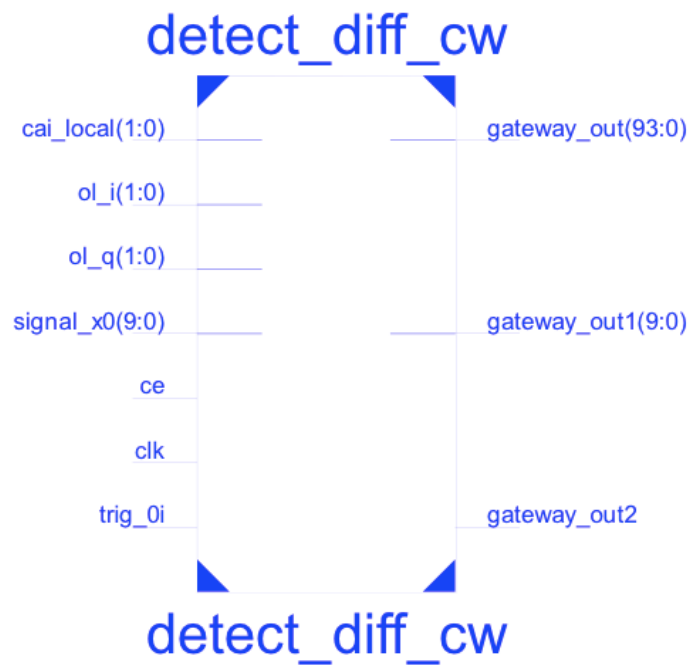 detect_diff_cw
cai_local(1:0)
gateway_out(93:0)
ol_i(1:0)
ol_q(1:0)
signal_x0(9:0)
gateway_out1(9:0)
ce
clk
trig_0i
gateway_out2
detect_diff_cw